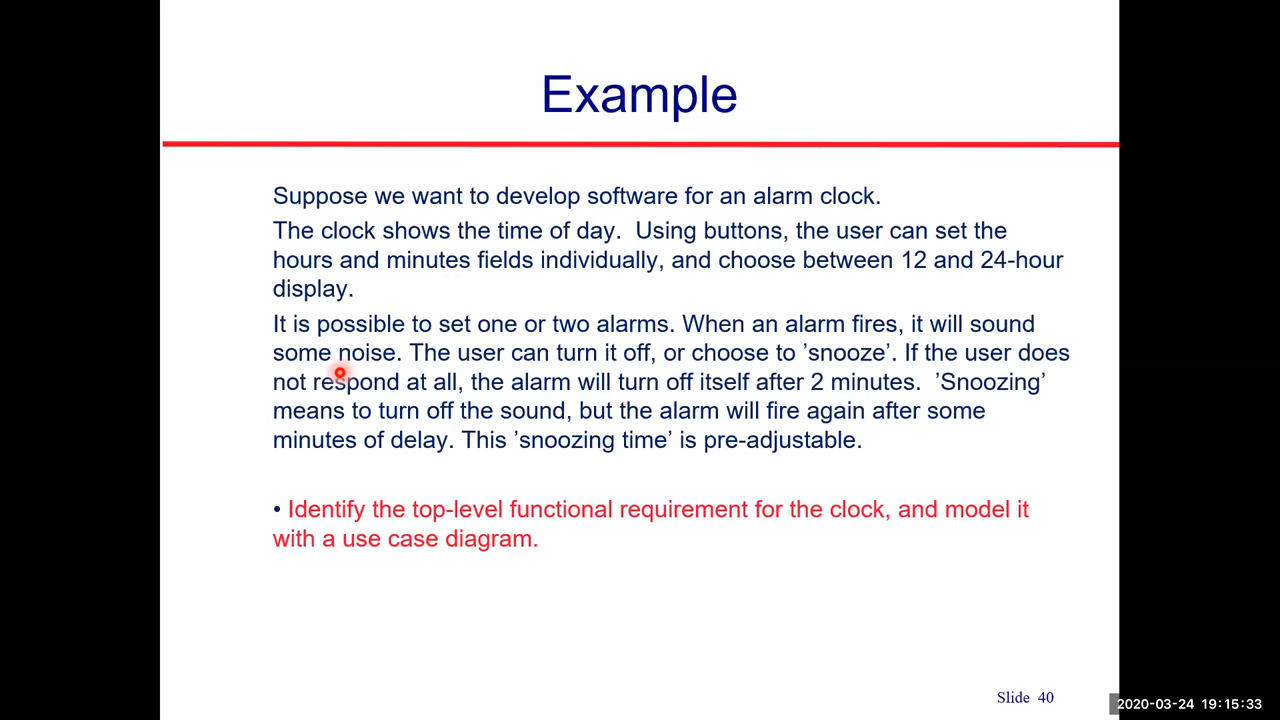 Example
Suppose we want to develop software for an alarm clock.
The clock shows the time of day.  Using buttons, the user can set the
hours and minutes fields individually, and choose between 12 and 24-hour
display.
It is possible to set one or two alarms. When an alarm fires, it will sound
some noise. The user can turn it off, or choose to ’snooze’. If the user does
not respond at all, the alarm will turn off itself after 2 minutes.  ’Snoozing’
means to turn off the sound, but the alarm will fire again after some
minutes of delay. This ’snoozing time’ is pre-adjustable.
• Identify the top-level functional requirement for the clock, and model it
with a use case diagram.
Slide 40
2020-03-24 19:15:33